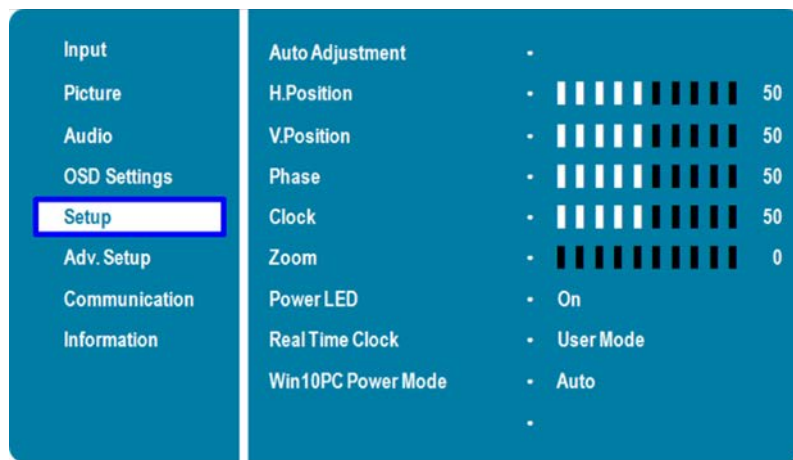 Input
Picture
Audio
OSD Settings
Setup
Adv. Setup
Communication
Information
Auto Adjustment
H.Position 50
V.Position 50
Phase 50
Clock 50
Zoom 0
Power LED On
Real Time Clock User Mode
Win10PC Power Mode Auto